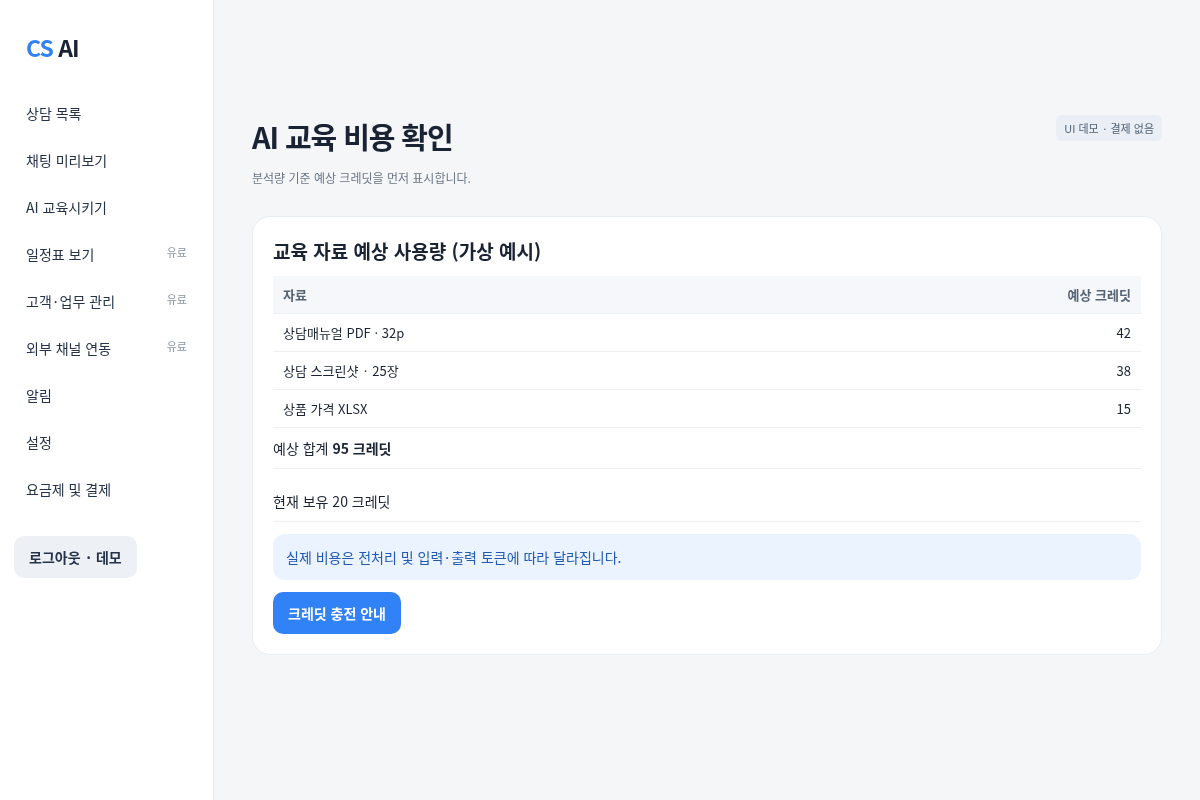 CS AI
상담 목록
채팅 미리보기
AI 교육시키기
일정표 보기 유료
고객·업무 관리 유료
외부 채널 연동 유료
알림
설정
요금제 및 결제
로그아웃 · 데모
AI 교육 비용 확인
UI 데모 · 결제 없음
분석량 기준 예상 크레딧을 먼저 표시합니다.
교육 자료 예상 사용량 (가상 예시)
자료 예상 크레딧
상담매뉴얼 PDF · 32p 42
상담 스크린샷 · 25장 38
상품 가격 XLSX 15
예상 합계 95 크레딧
현재 보유 20 크레딧
실제 비용은 전처리 및 입력·출력 토큰에 따라 달라집니다.
크레딧 충전 안내